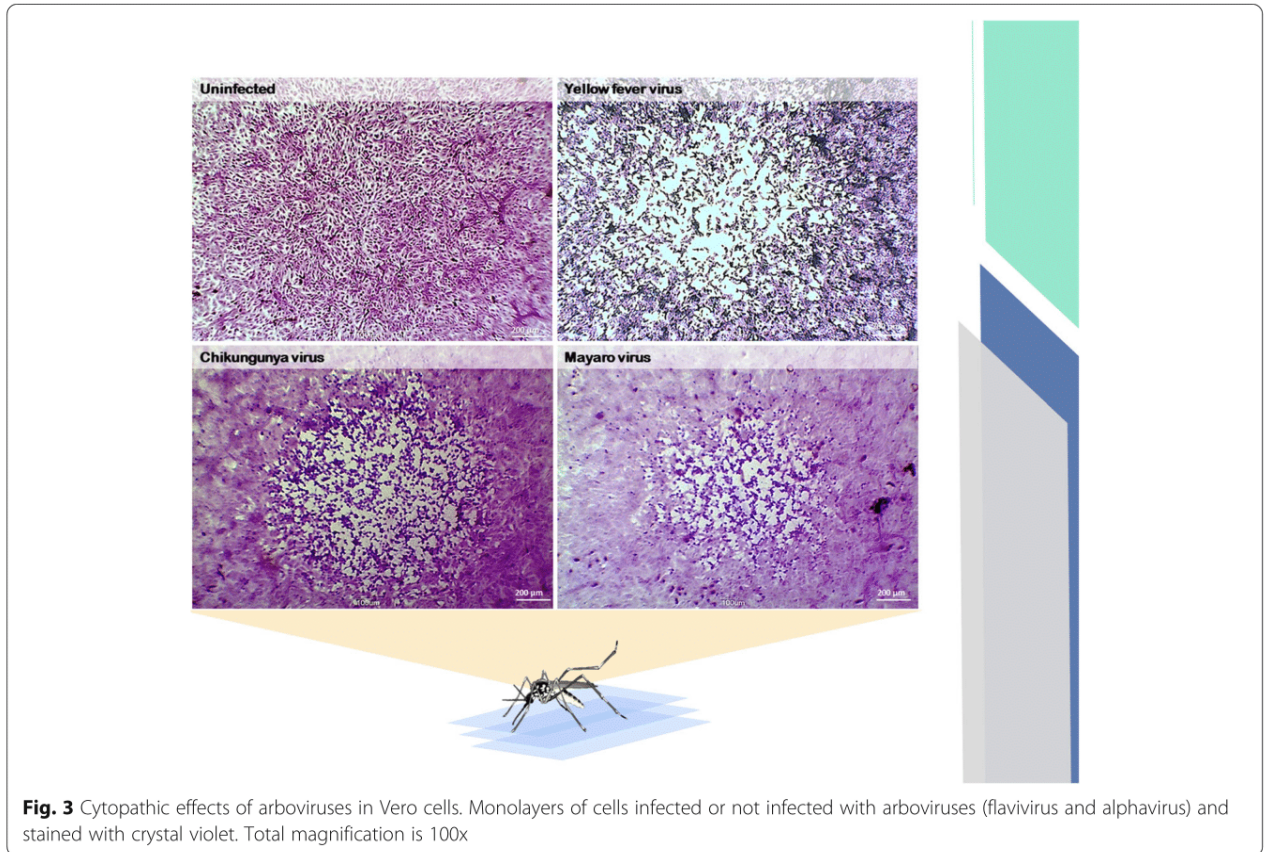 Uninfected
Yellow fever virus
200 µm
Chikungunya virus
Mayaro virus
100um
200 µm
100um
200 µm
Fig. 3 Cytopathic effects of arboviruses in Vero cells. Monolayers of cells infected or not infected with arboviruses (flavivirus and alphavirus) and
stained with crystal violet. Total magnification is 100x